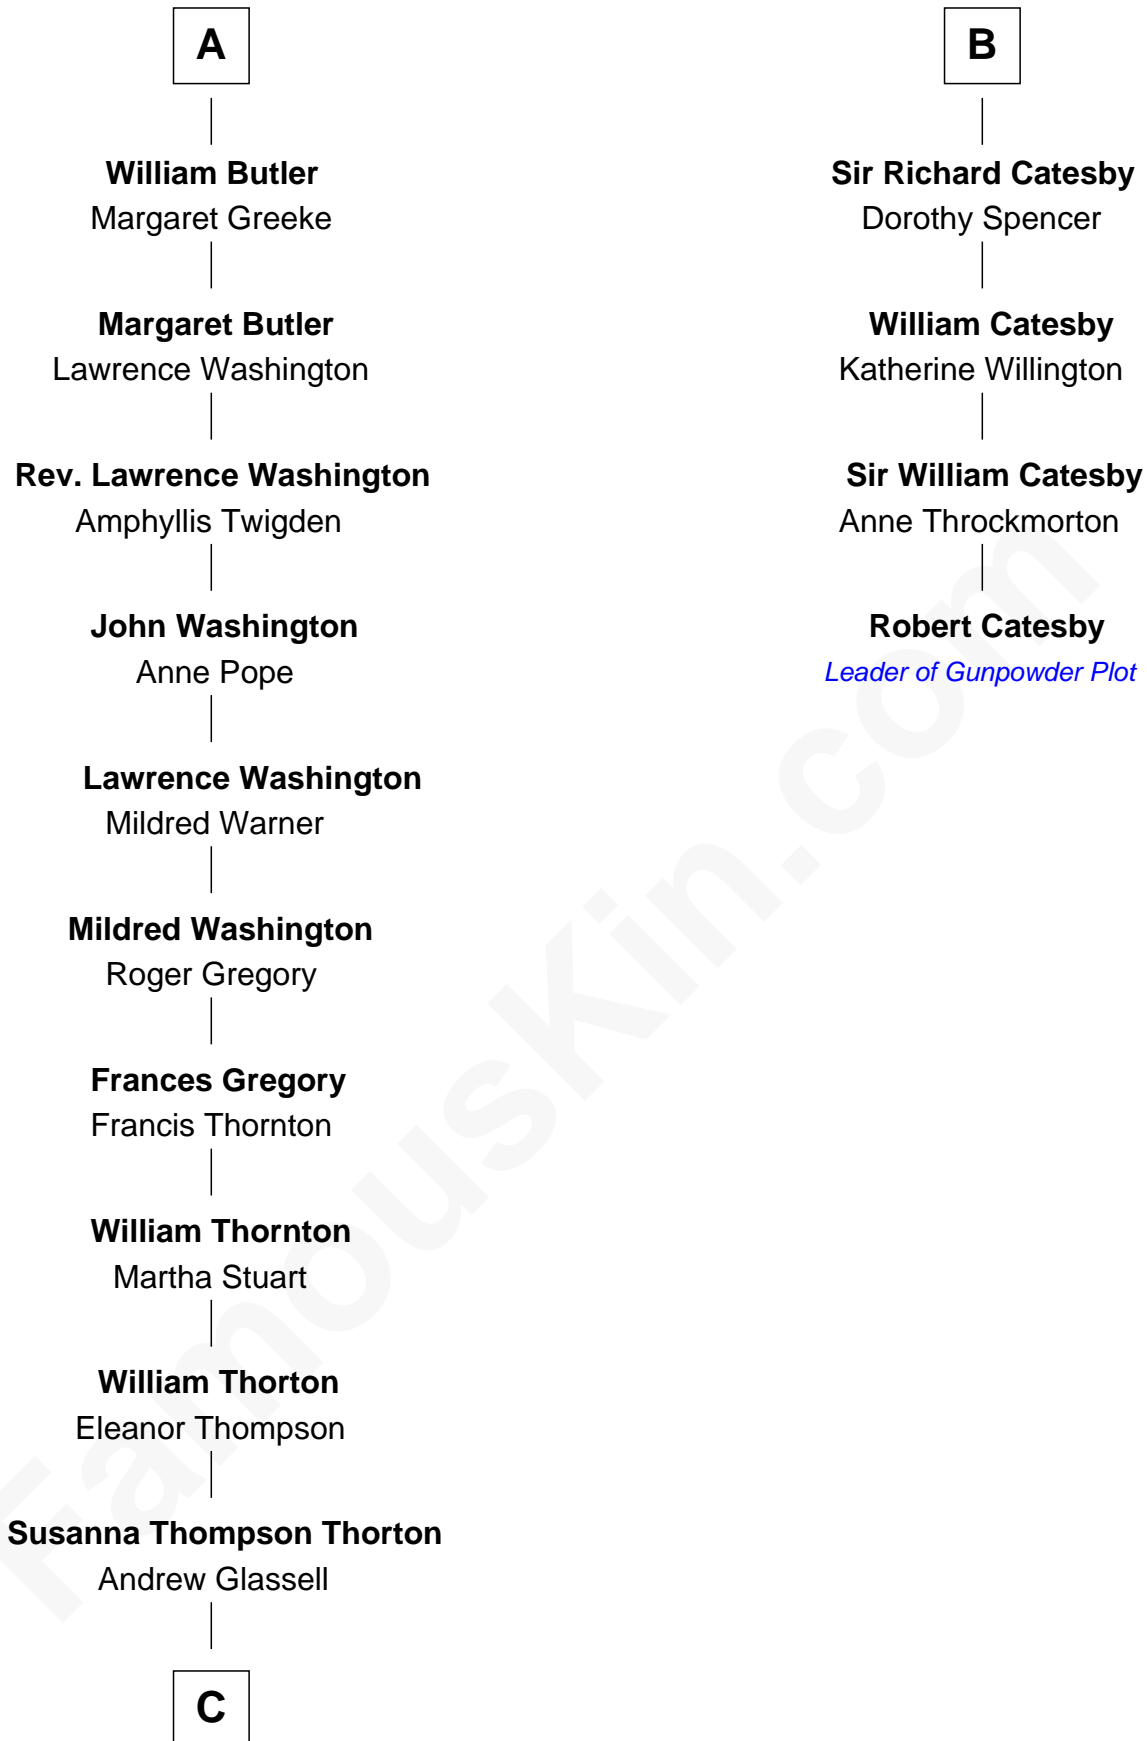 A
William Butler
Margaret Greeke
Margaret Butler
Lawrence Washington
Rev. Lawrence Washington
Amphyllis Twigden
John Washington
Anne Pope
Lawrence Washington
Mildred Warner
Mildred Washington
Roger Gregory
Frances Gregory
Francis Thornton
William Thornton
Martha Stuart
William Thorton
Eleanor Thompson
Susanna Thompson Thorton
Andrew Glassell
C
B
Sir Richard Catesby
Dorothy Spencer
William Catesby
Katherine Willington
Sir William Catesby
Anne Throckmorton
Robert Catesby
Leader of Gunpowder Plot
FamousKin.com